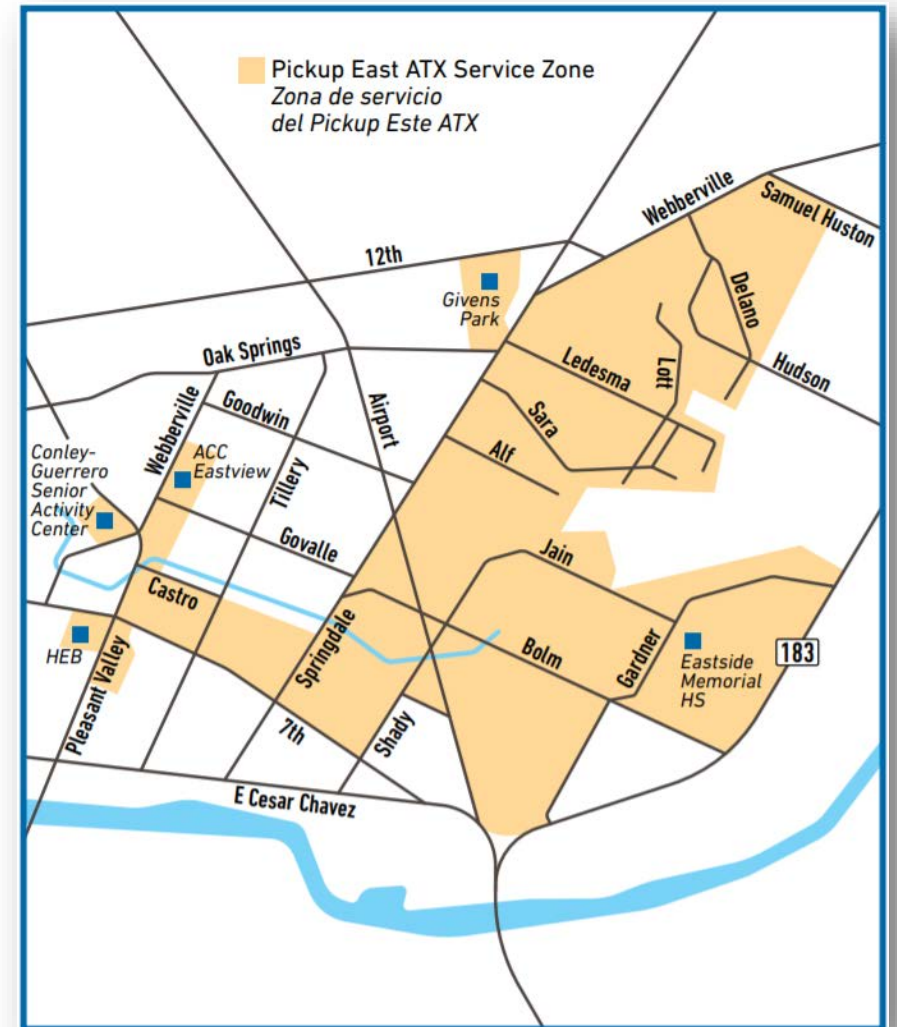 Pickup East ATX Service Zone
Zona de servicio
del Pickup Este ATX
Webberville
Samuel Huston
12th
Givens
Park
Delano
Oak Springs
Ledesma
Lott
Hudson
Webberville
Goodwin
Airport
Sara
Conley-
Guerrero
Senior
Activity
Center
ACC
Eastview
Tillery
Alf
Govalle
Jain
Castro
Springdale
Bolm
Gardner
HEB
Eastside
Memorial
HS
183
Pleasant Valley
7th
Shady
E Cesar Chavez